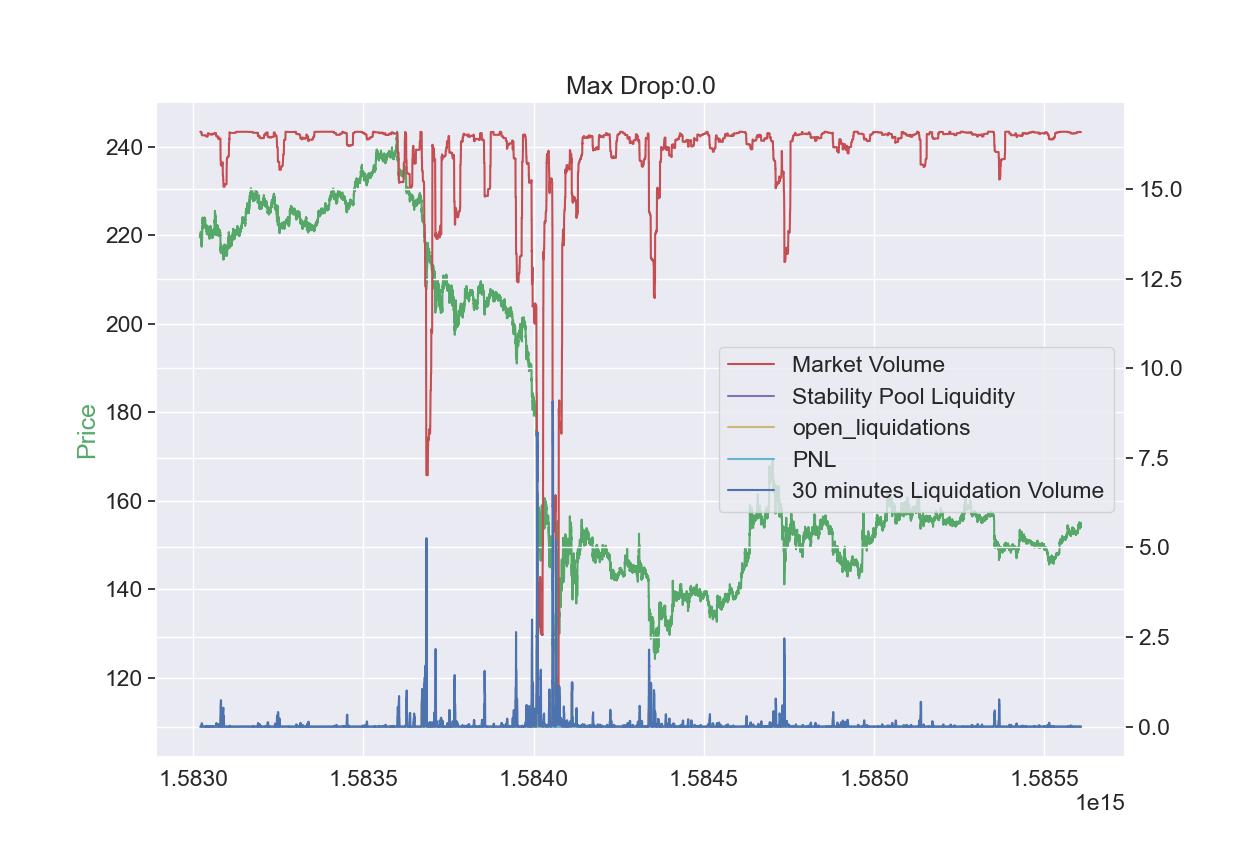 Max Drop:0.0
240
220
200
180
160
140
120
Price
15.0
12.5
10.0
7.5
5.0
2.5
0.0
Market Volume
Stability Pool Liquidity
open_liquidations
PNL
30 minutes Liquidation Volume
1.5830 1.5835 1.5840 1.5845 1.5850 1.5855
1e15